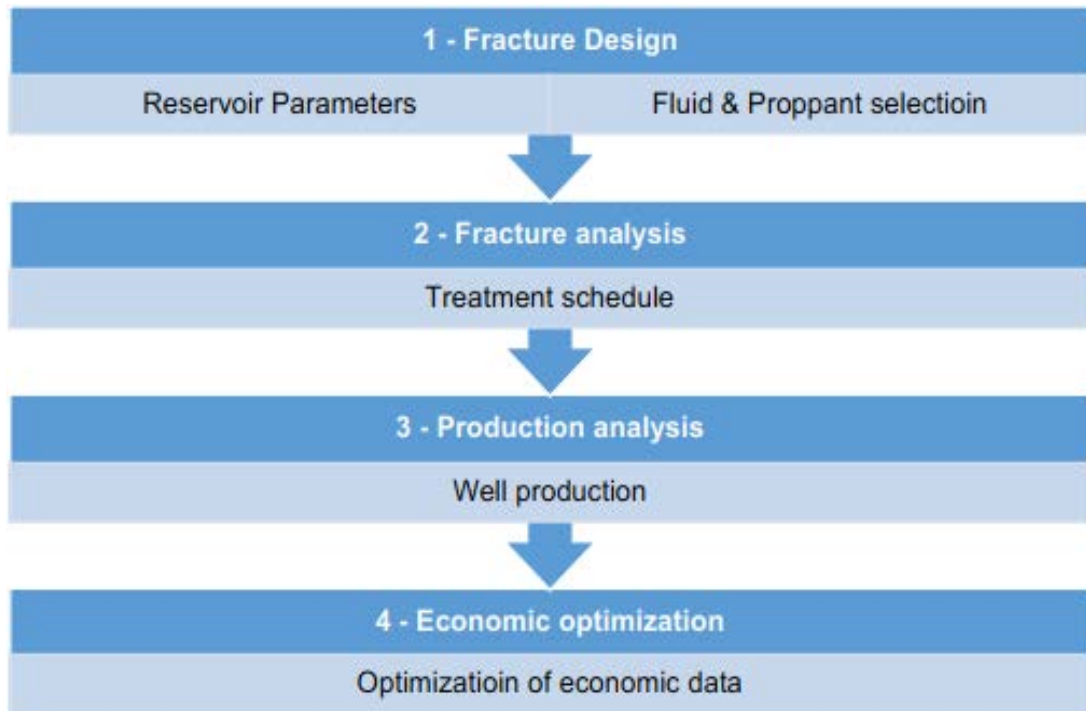 1 - Fracture Design
Reservoir Parameters
Fluid & Proppant selectioin
2 - Fracture analysis
Treatment schedule
3 - Production analysis
Well production
4 - Economic optimization
Optimizatioin of economic data